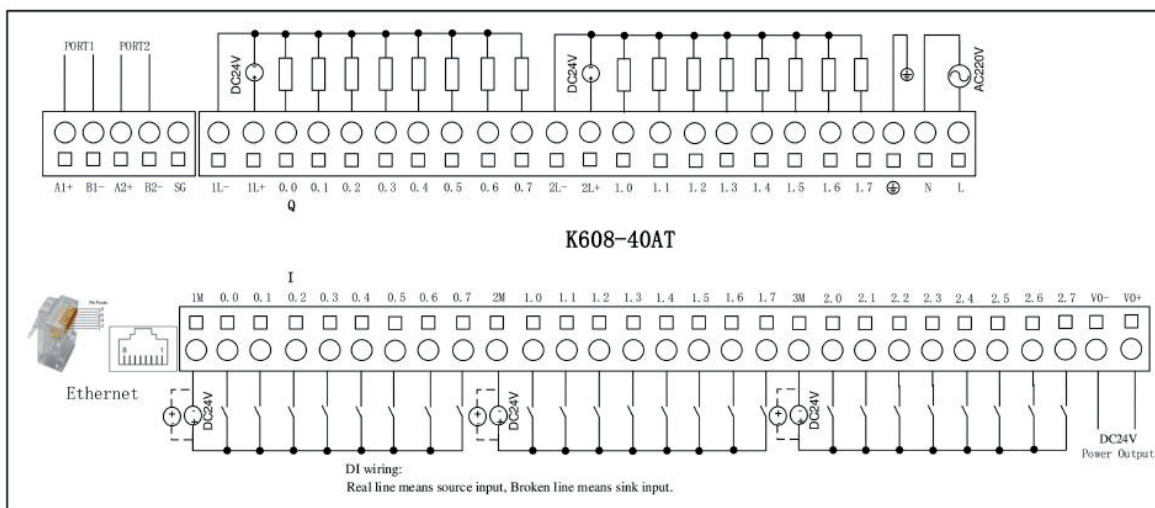 PORT1 PORT2
DC24V
DC24V
AC220V
A1+ B1- A2+ B2- SG 1L- 1L+ 0.0 0.1 0.2 0.3 0.4 0.5 0.6 0.7 2L- 2L+ 1.0 1.1 1.2 1.3 1.4 1.5 1.6 1.7 N L
Q
K608-40AT
I
1M 0.0 0.1 0.2 0.3 0.4 0.5 0.6 0.7 2M 1.0 1.1 1.2 1.3 1.4 1.5 1.6 1.7 3M 2.0 2.1 2.2 2.3 2.4 2.5 2.6 2.7 VO- VO+
8 1
Ethernet
DC24V
DC24V
DC24V
DC24V
Power Output
DI wiring:
Real line means source input, Broken line means sink input.